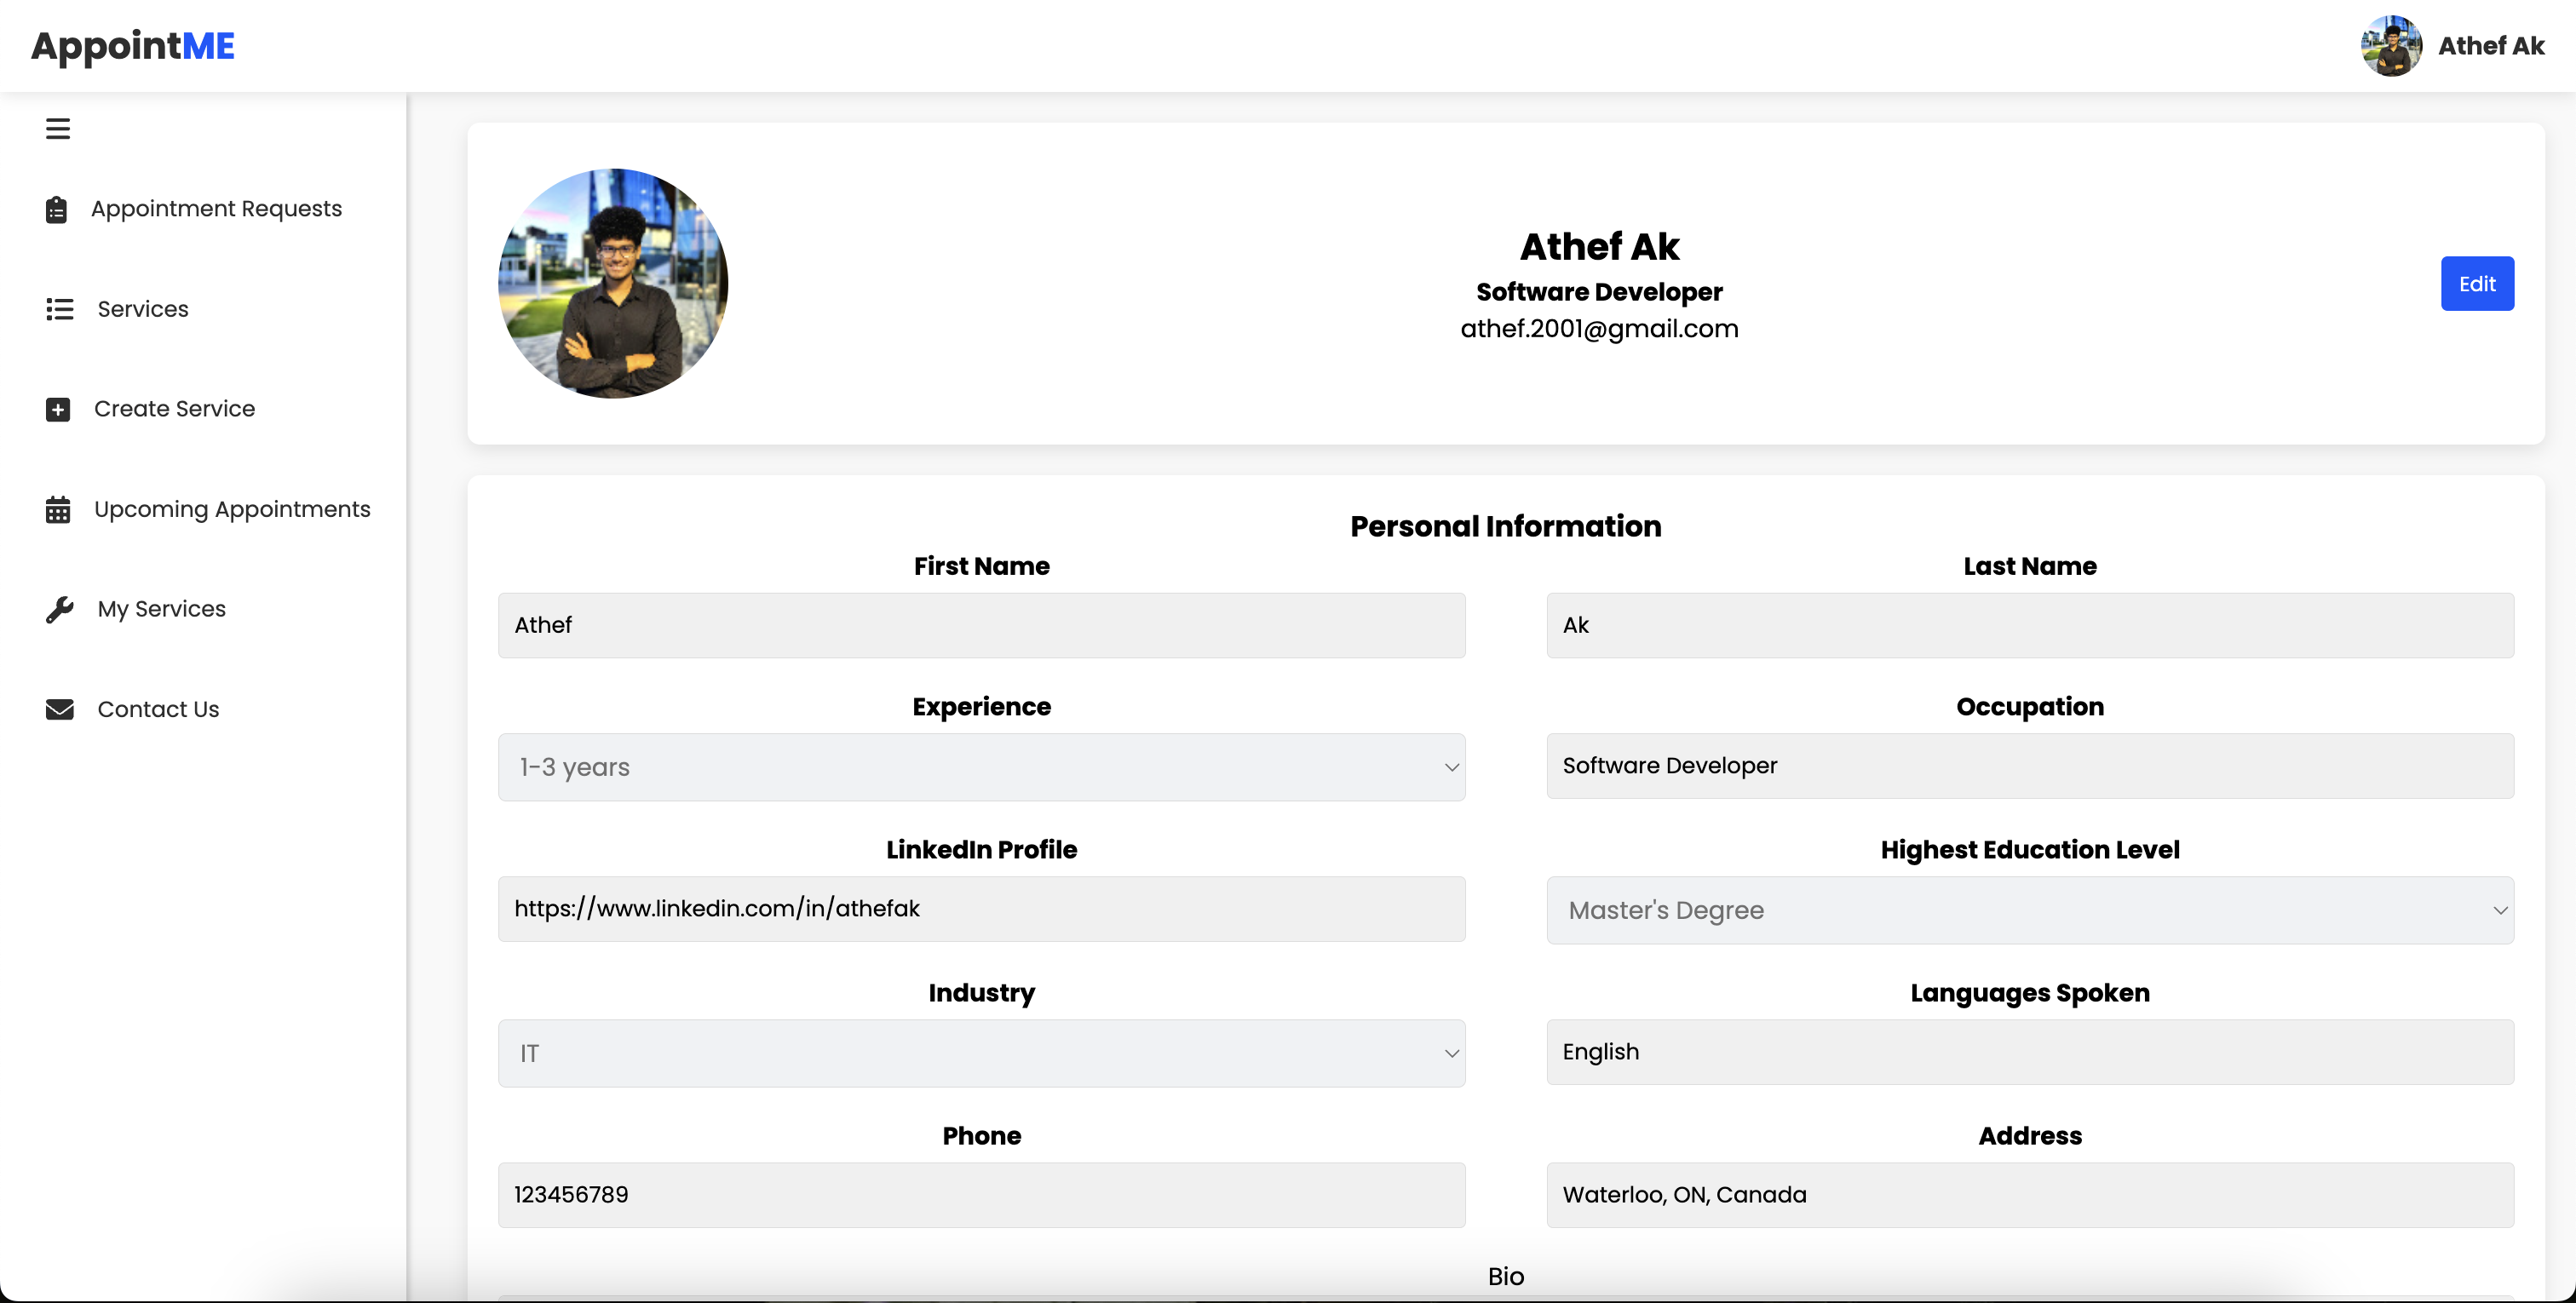 AppointME
Athef Ak
Appointment Requests
Services
Create Service
Upcoming Appointments
My Services
Contact Us
Athef Ak
Software Developer
athef.2001@gmail.com
Edit
Personal Information
First Name
Last Name
Athef
Ak
Experience
Occupation
1-3 years
Software Developer
LinkedIn Profile
Highest Education Level
https://www.linkedin.com/in/athefak
Master's Degree
Industry
Languages Spoken
IT
English
Phone
Address
123456789
Waterloo, ON, Canada
Bio